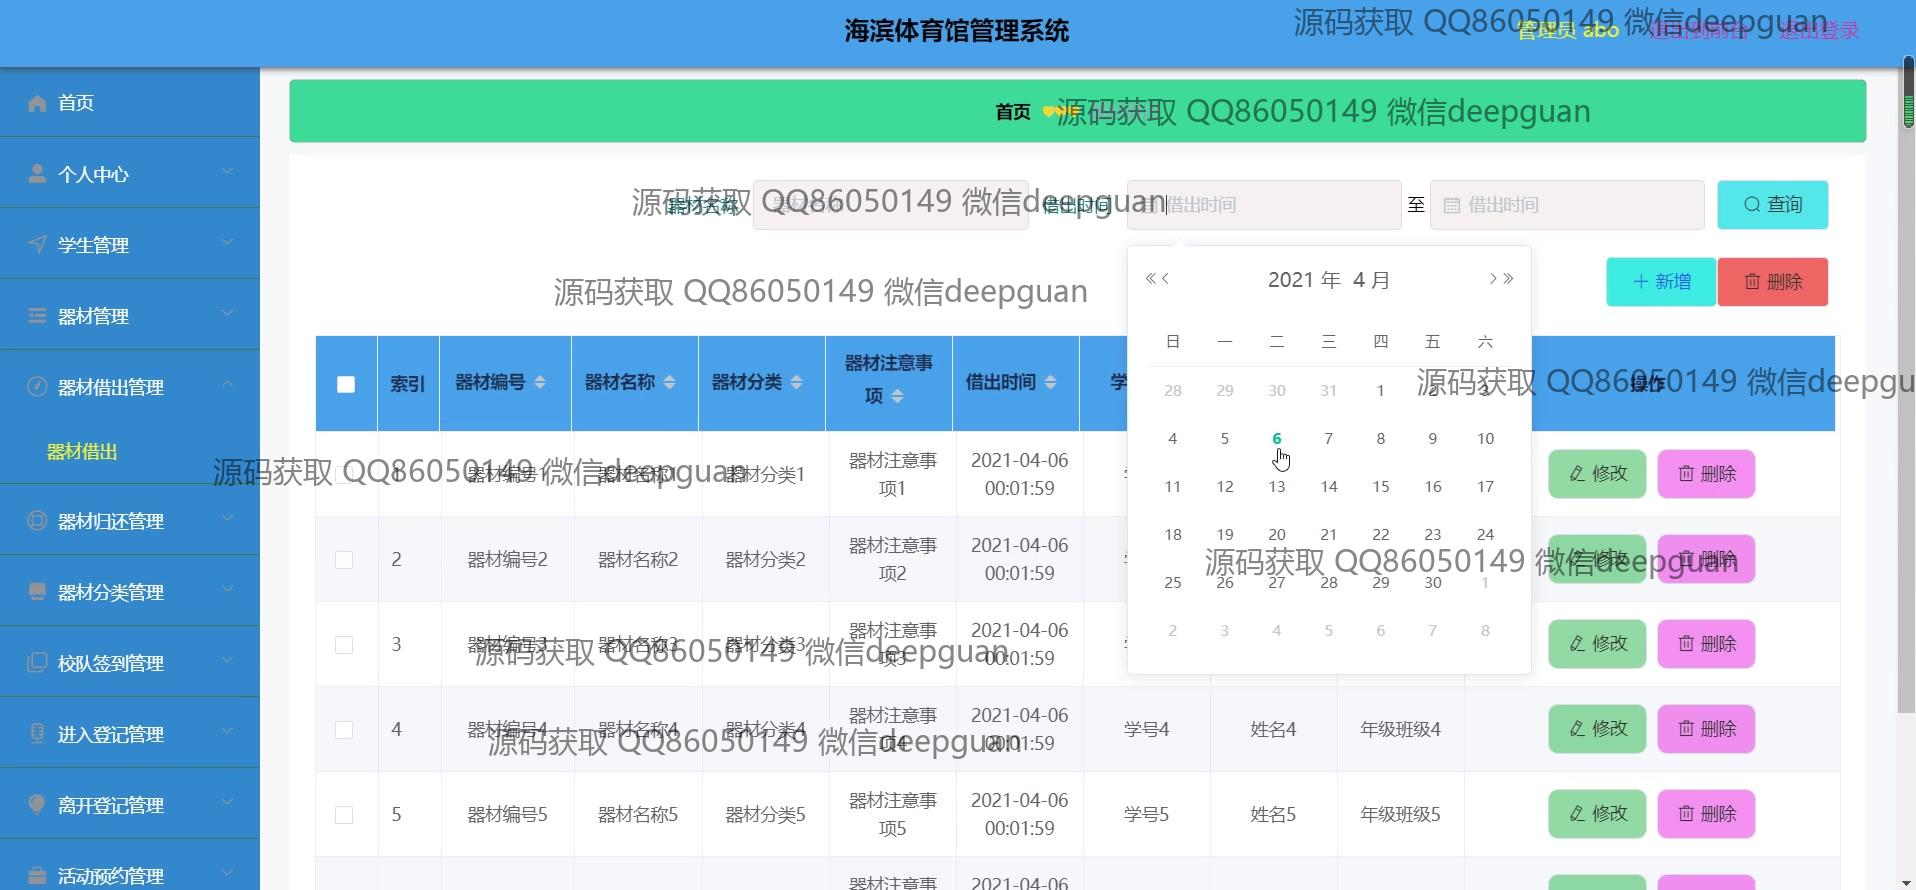 海滨体育馆管理系统
管理员 abo
退出到前台
退出登录
源码获取 QQ86050149 微信deepguan
首页
个人中心
学生管理
器材管理
器材借出管理
器材借出
器材归还管理
器材分类管理
校队签到管理
进入登记管理
离开登记管理
活动预约管理
首页
源码获取 QQ86050149 微信deepguan
器材名称
器材名称
借出时间
借出时间
至
借出时间
查询
源码获取 QQ86050149 微信deepguan
源码获取 QQ86050149 微信deepguan
新增
删除
2021 年 4 月
日 一 二 三 四 五 六
28 29 30 31 1 2 3
4 5 6 7 8 9 10
11 12 13 14 15 16 17
18 19 20 21 22 23 24
25 26 27 28 29 30 1
2 3 4 5 6 7 8
索引 器材编号 器材名称 器材分类 器材注意事项 借出时间 学 操作
源码获取 QQ86050149 微信deepgu
1 器材编号1 器材名称1 器材分类1 器材注意事项1 2021-04-06 00:01:59 修改 删除
源码获取 QQ86050149 微信deepguan
2 器材编号2 器材名称2 器材分类2 器材注意事项2 2021-04-06 00:01:59 修改 删除
源码获取 QQ86050149 微信deepguan
3 器材编号3 器材名称3 器材分类3 器材注意事项3 2021-04-06 00:01:59 修改 删除
源码获取 QQ86050149 微信deepguan
4 器材编号4 器材名称4 器材分类4 器材注意事项4 2021-04-06 00:01:59 学号4 姓名4 年级班级4 修改 删除
源码获取 QQ86050149 微信deepguan
5 器材编号5 器材名称5 器材分类5 器材注意事项5 2021-04-06 00:01:59 学号5 姓名5 年级班级5 修改 删除
器材注意事 2021-04-06